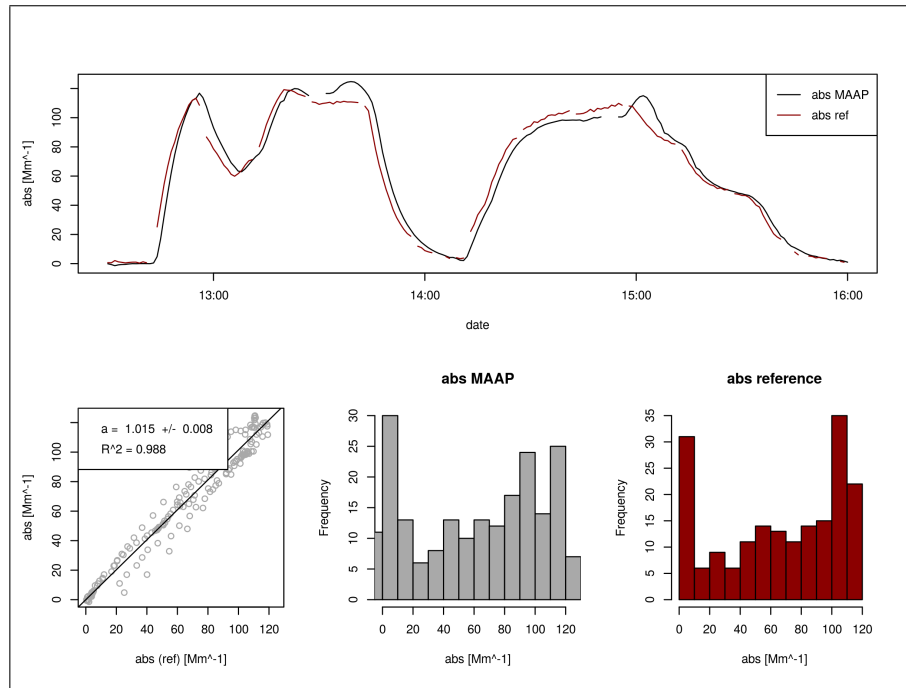 abs [Mm^-1]
0 20 40 60 80 100
abs MAAP
abs ref
13:00 14:00 15:00 16:00
date
abs [Mm^-1]
0 20 40 60 80 100
a = 1.015 +/- 0.008
R^2 = 0.988
0 20 40 60 80 100 120
abs (ref) [Mm^-1]
abs MAAP
Frequency
0 5 10 15 20 25 30
0 20 40 60 80 100 120
abs [Mm^-1]
abs reference
Frequency
0 5 10 15 20 25 30 35
0 20 40 60 80 100 120
abs [Mm^-1]